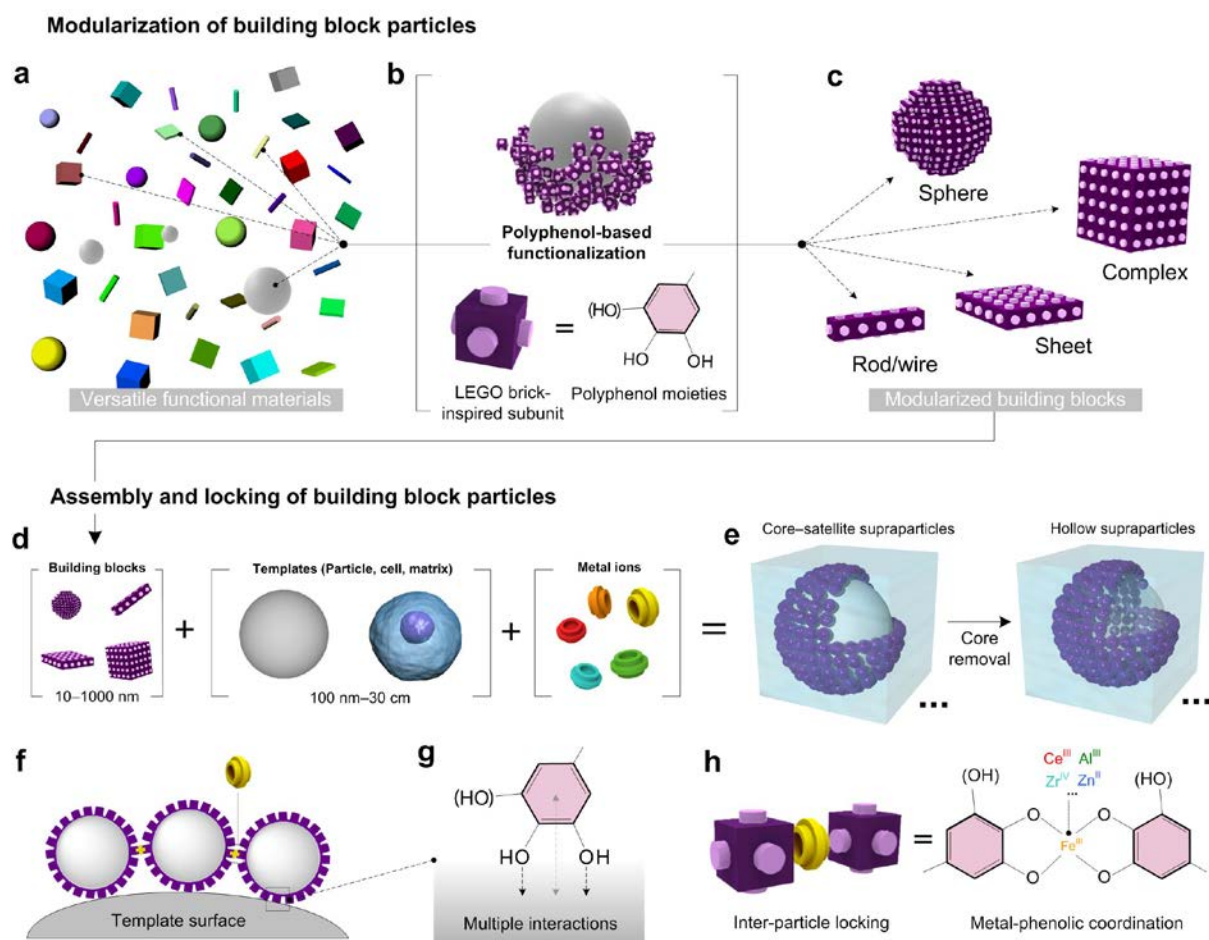 Modularization of building block particles
a
b
c
Sphere
Complex
Polyphenol-based
functionalization
(HO)
HO
OH
=
Rod/wire
Sheet
LEGO brick-
inspired subunit
Polyphenol moieties
Versatile functional materials
Modularized building blocks
Assembly and locking of building block particles
d
Building blocks
10–1000 nm
+
Templates (Particle, cell, matrix)
100 nm–30 cm
+
Metal ions
=
e
Core–satellite supraparticles
...
Core
removal
Hollow supraparticles
...
f
Template surface
g
(HO)
HO
OH
Multiple interactions
h
Inter-particle locking
=
Ce^III Al^III
Zr^IV Zn^II
...
(OH)
(HO)
O
O
Fe^III
O
O
Metal-phenolic coordination